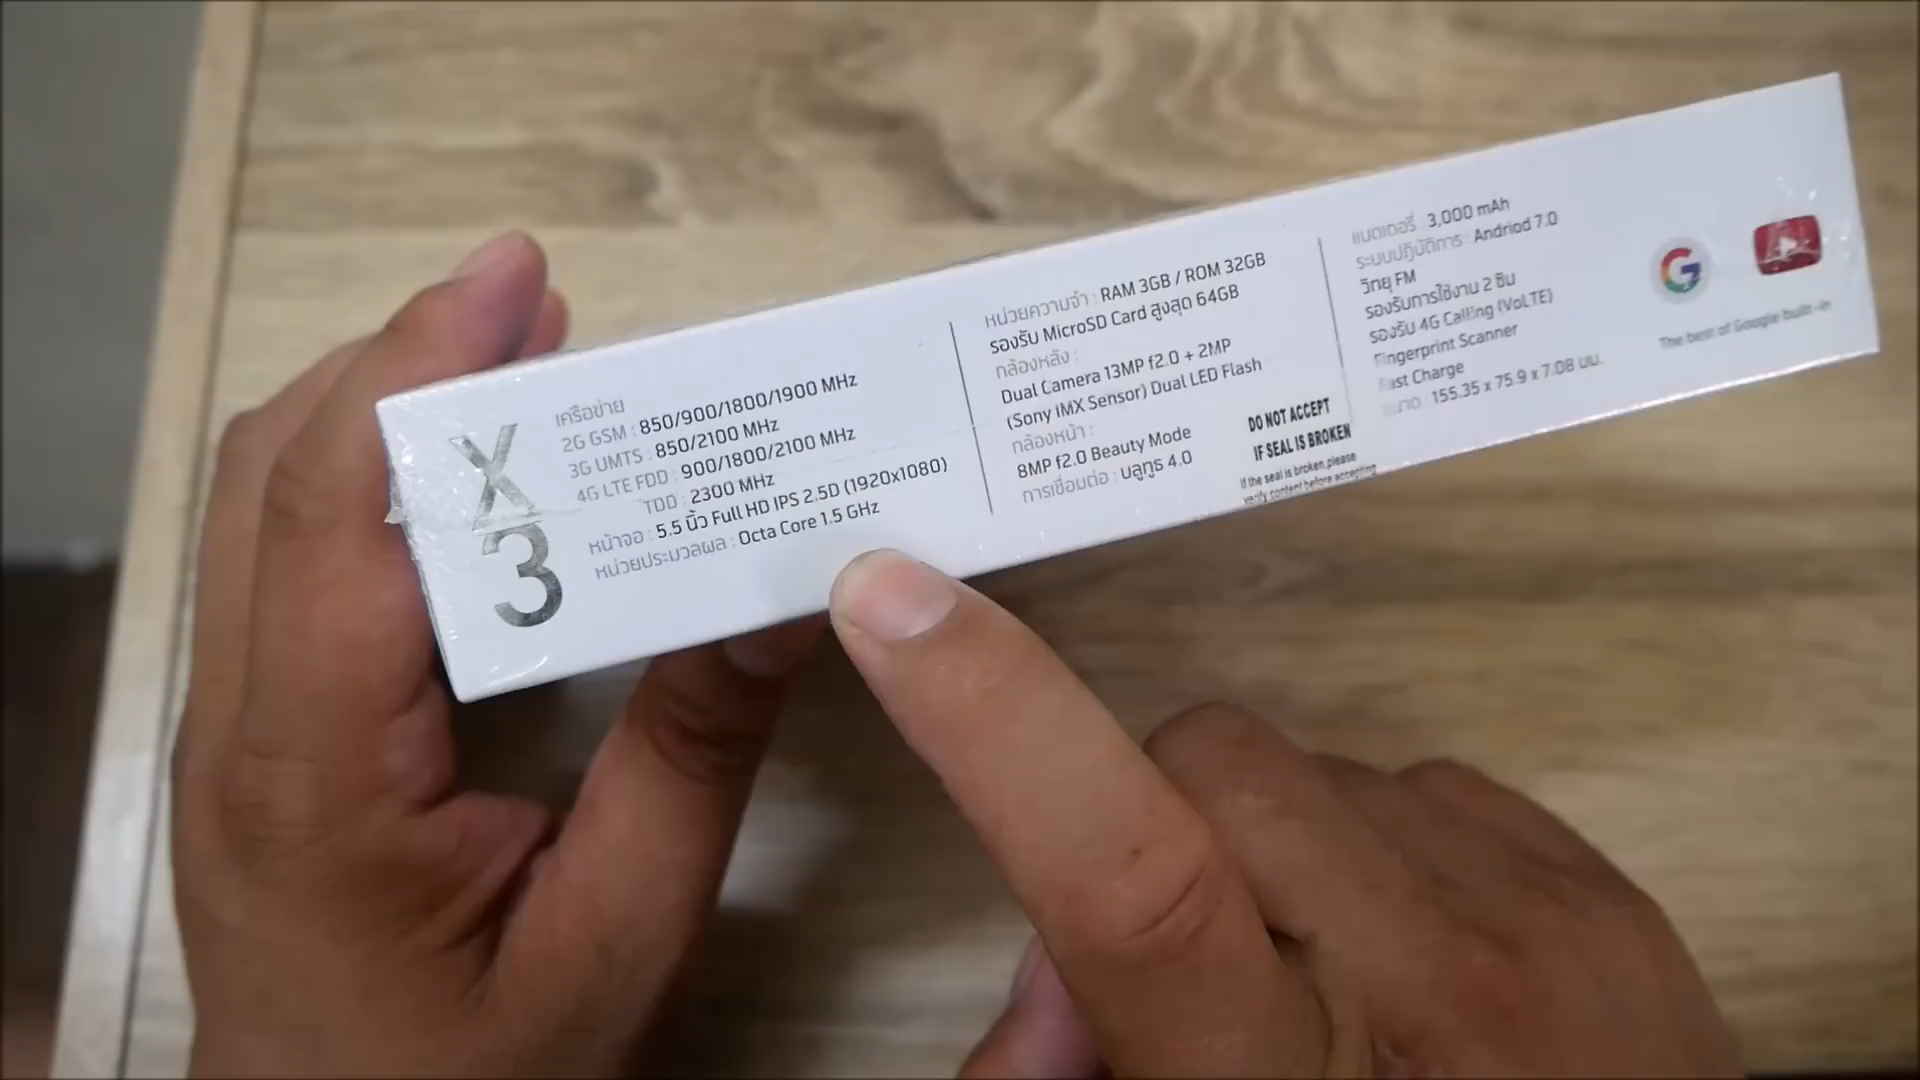 X
3
เครือข่าย
2G GSM : 850/900/1800/1900 MHz
3G UMTS : 850/2100 MHz
4G LTE FDD : 900/1800/2100 MHz
TDD : 2300 MHz
หน้าจอ : 5.5 นิ้ว Full HD IPS 2.5D (1920x1080)
หน่วยประมวลผล : Octa Core 1.5 GHz
หน่วยความจำ : RAM 3GB / ROM 32GB
รองรับ MicroSD Card สูงสุด 64GB
กล้องหลัง :
Dual Camera 13MP f2.0 + 2MP
(Sony IMX Sensor) Dual LED Flash
กล้องหน้า :
8MP f2.0 Beauty Mode
การเชื่อมต่อ : บลูทูธ 4.0
DO NOT ACCEPT
IF SEAL IS BROKEN
If the seal is broken, please
verify content before accepting
แบตเตอรี่ : 3,000 mAh
ระบบปฏิบัติการ : Andriod 7.0
วิทยุ FM
รองรับการใช้งาน 2 ซิม
รองรับ 4G Calling (VoLTE)
Fingerprint Scanner
Fast Charge
ขนาด : 155.35 x 75.9 x 7.08 มม.
G
The best of Google built-in